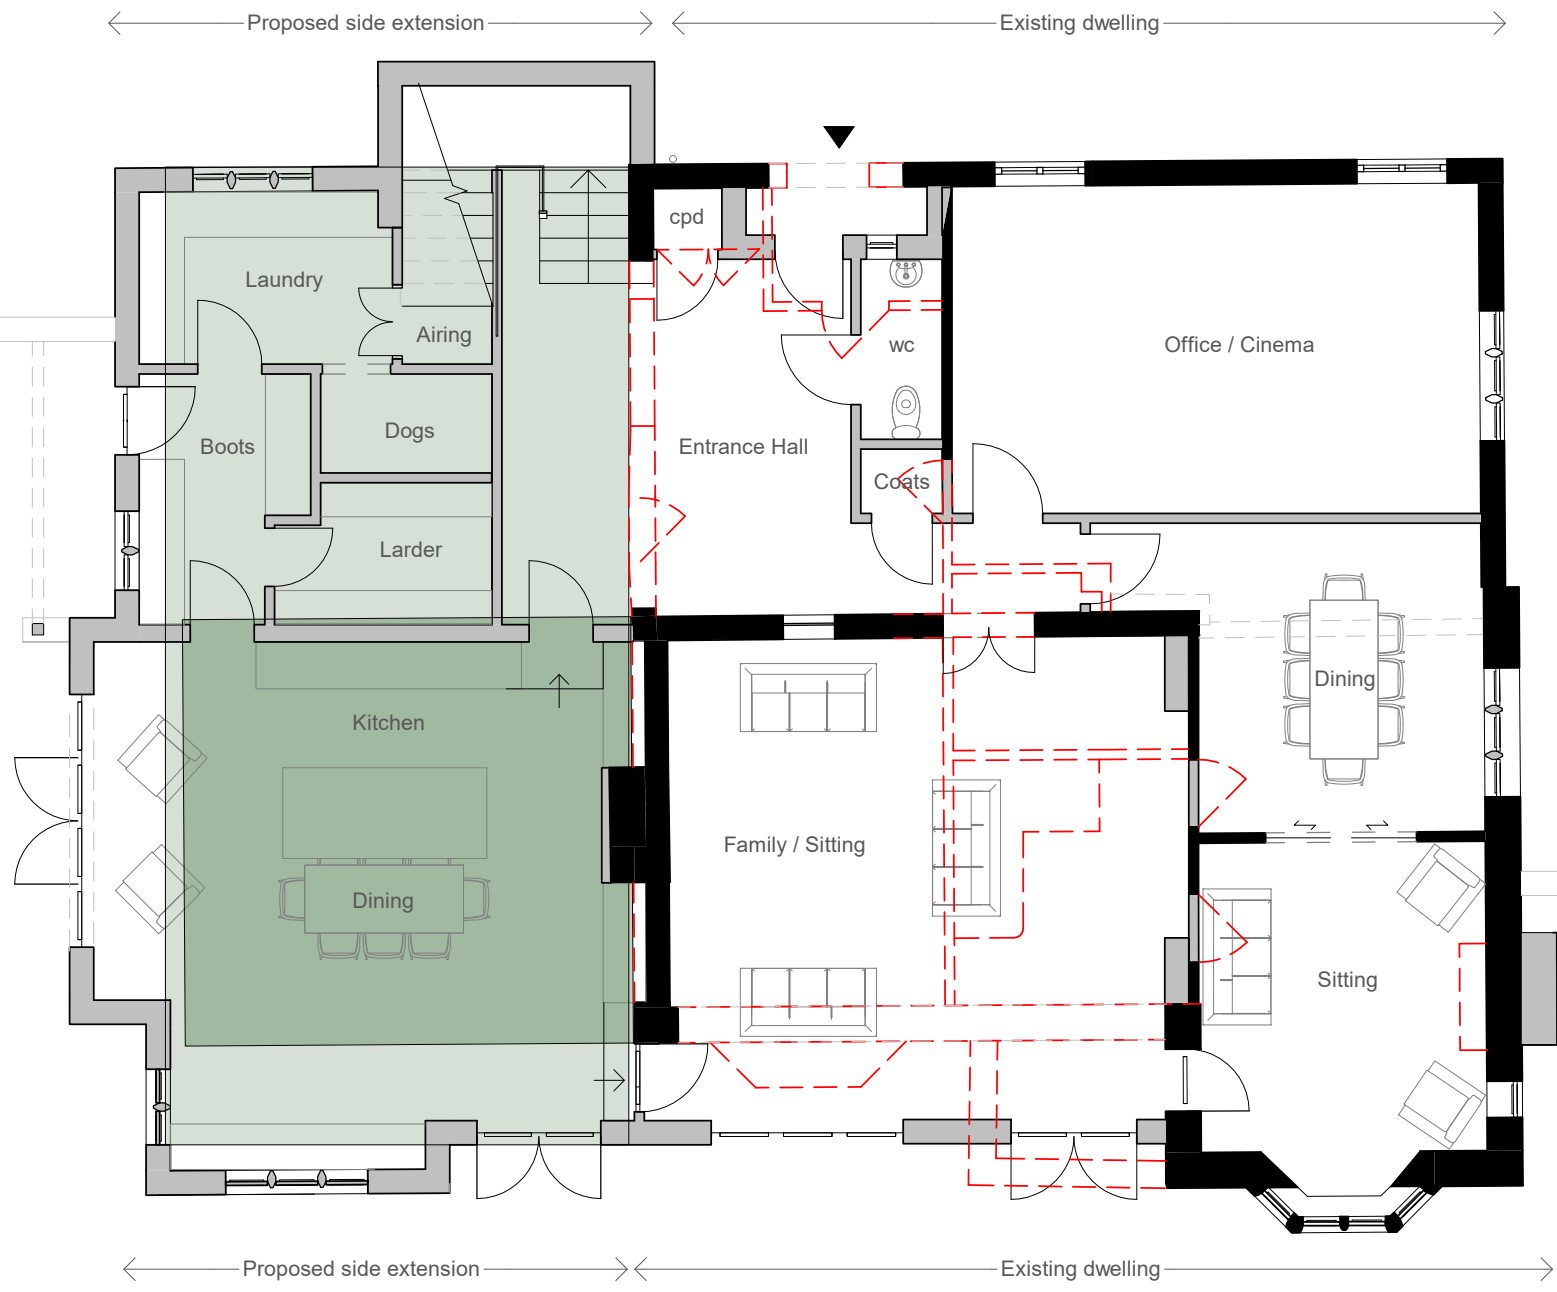 Proposed side extension
Existing dwelling
cpd
Laundry
Airing
wc
Office / Cinema
Boots
Dogs
Entrance Hall
Coats
Larder
Dining
Kitchen
Family / Sitting
Dining
Sitting
Proposed side extension
Existing dwelling